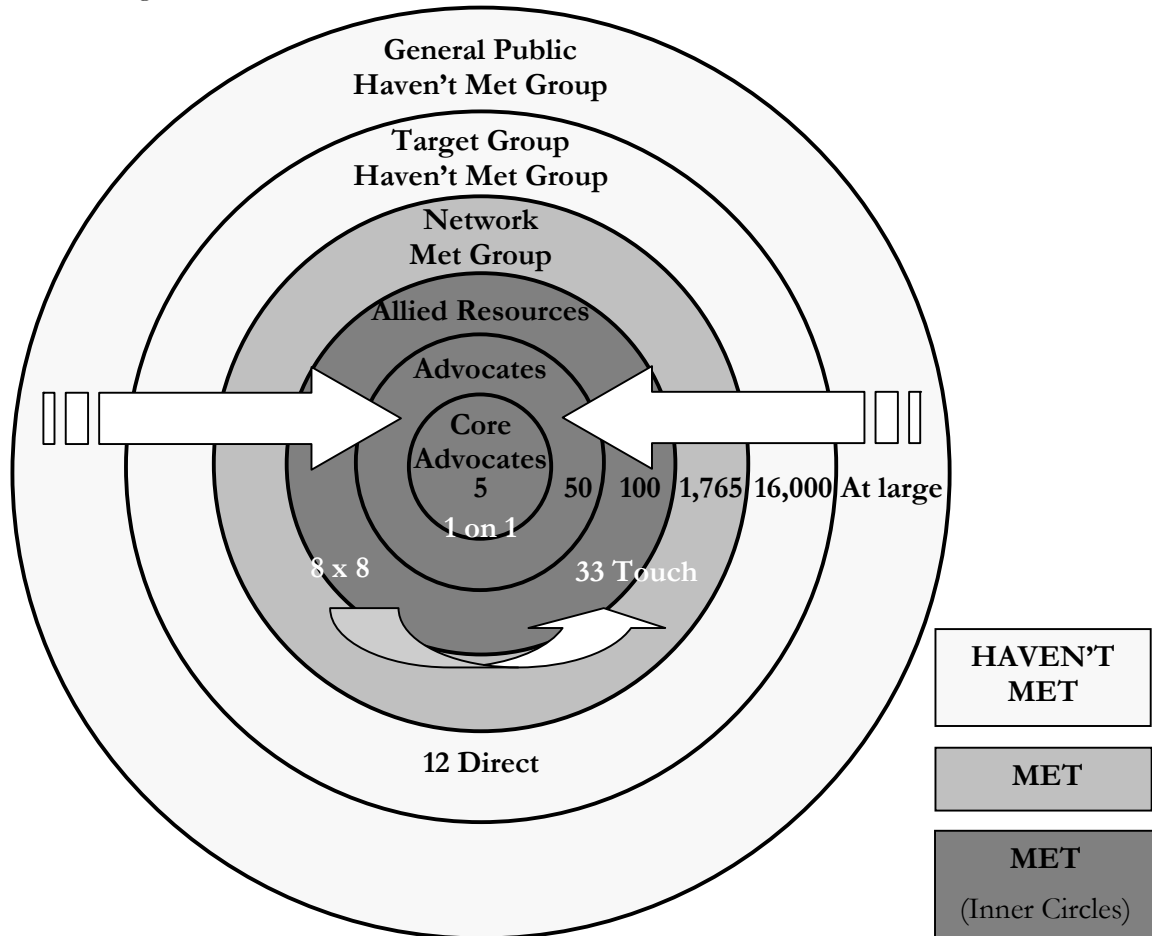 General Public
Haven't Met Group
Target Group
Haven't Met Group
Network
Met Group
Allied Resources
Advocates
Core
Advocates
5 50 100 1,765 16,000 At large
1 on 1
8 x 8 33 Touch
12 Direct
HAVEN'T
MET
MET
MET
(Inner Circles)